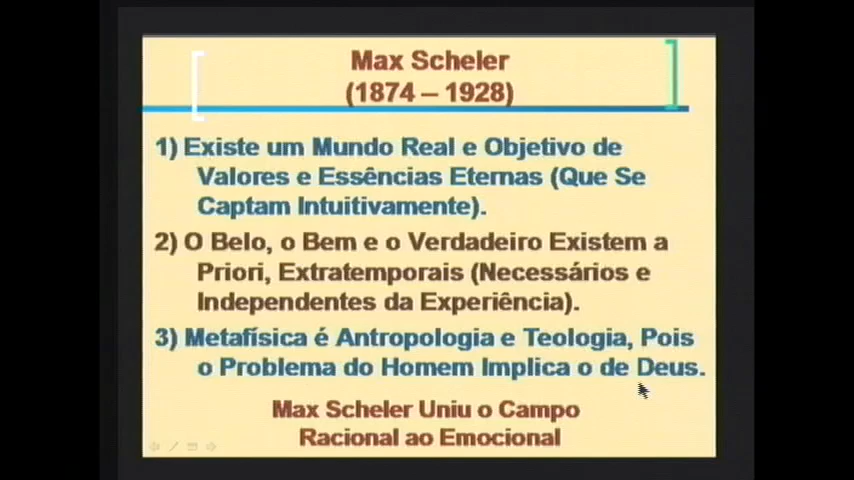 Max Scheler
(1874 – 1928)
1) Existe um Mundo Real e Objetivo de
Valores e Essências Eternas (Que Se
Captam Intuitivamente).
2) O Belo, o Bem e o Verdadeiro Existem a
Priori, Extratemporais (Necessários e
Independentes da Experiência).
3) Metafísica é Antropologia e Teologia, Pois
o Problema do Homem Implica o de Deus.
Max Scheler Uniu o Campo
Racional ao Emocional